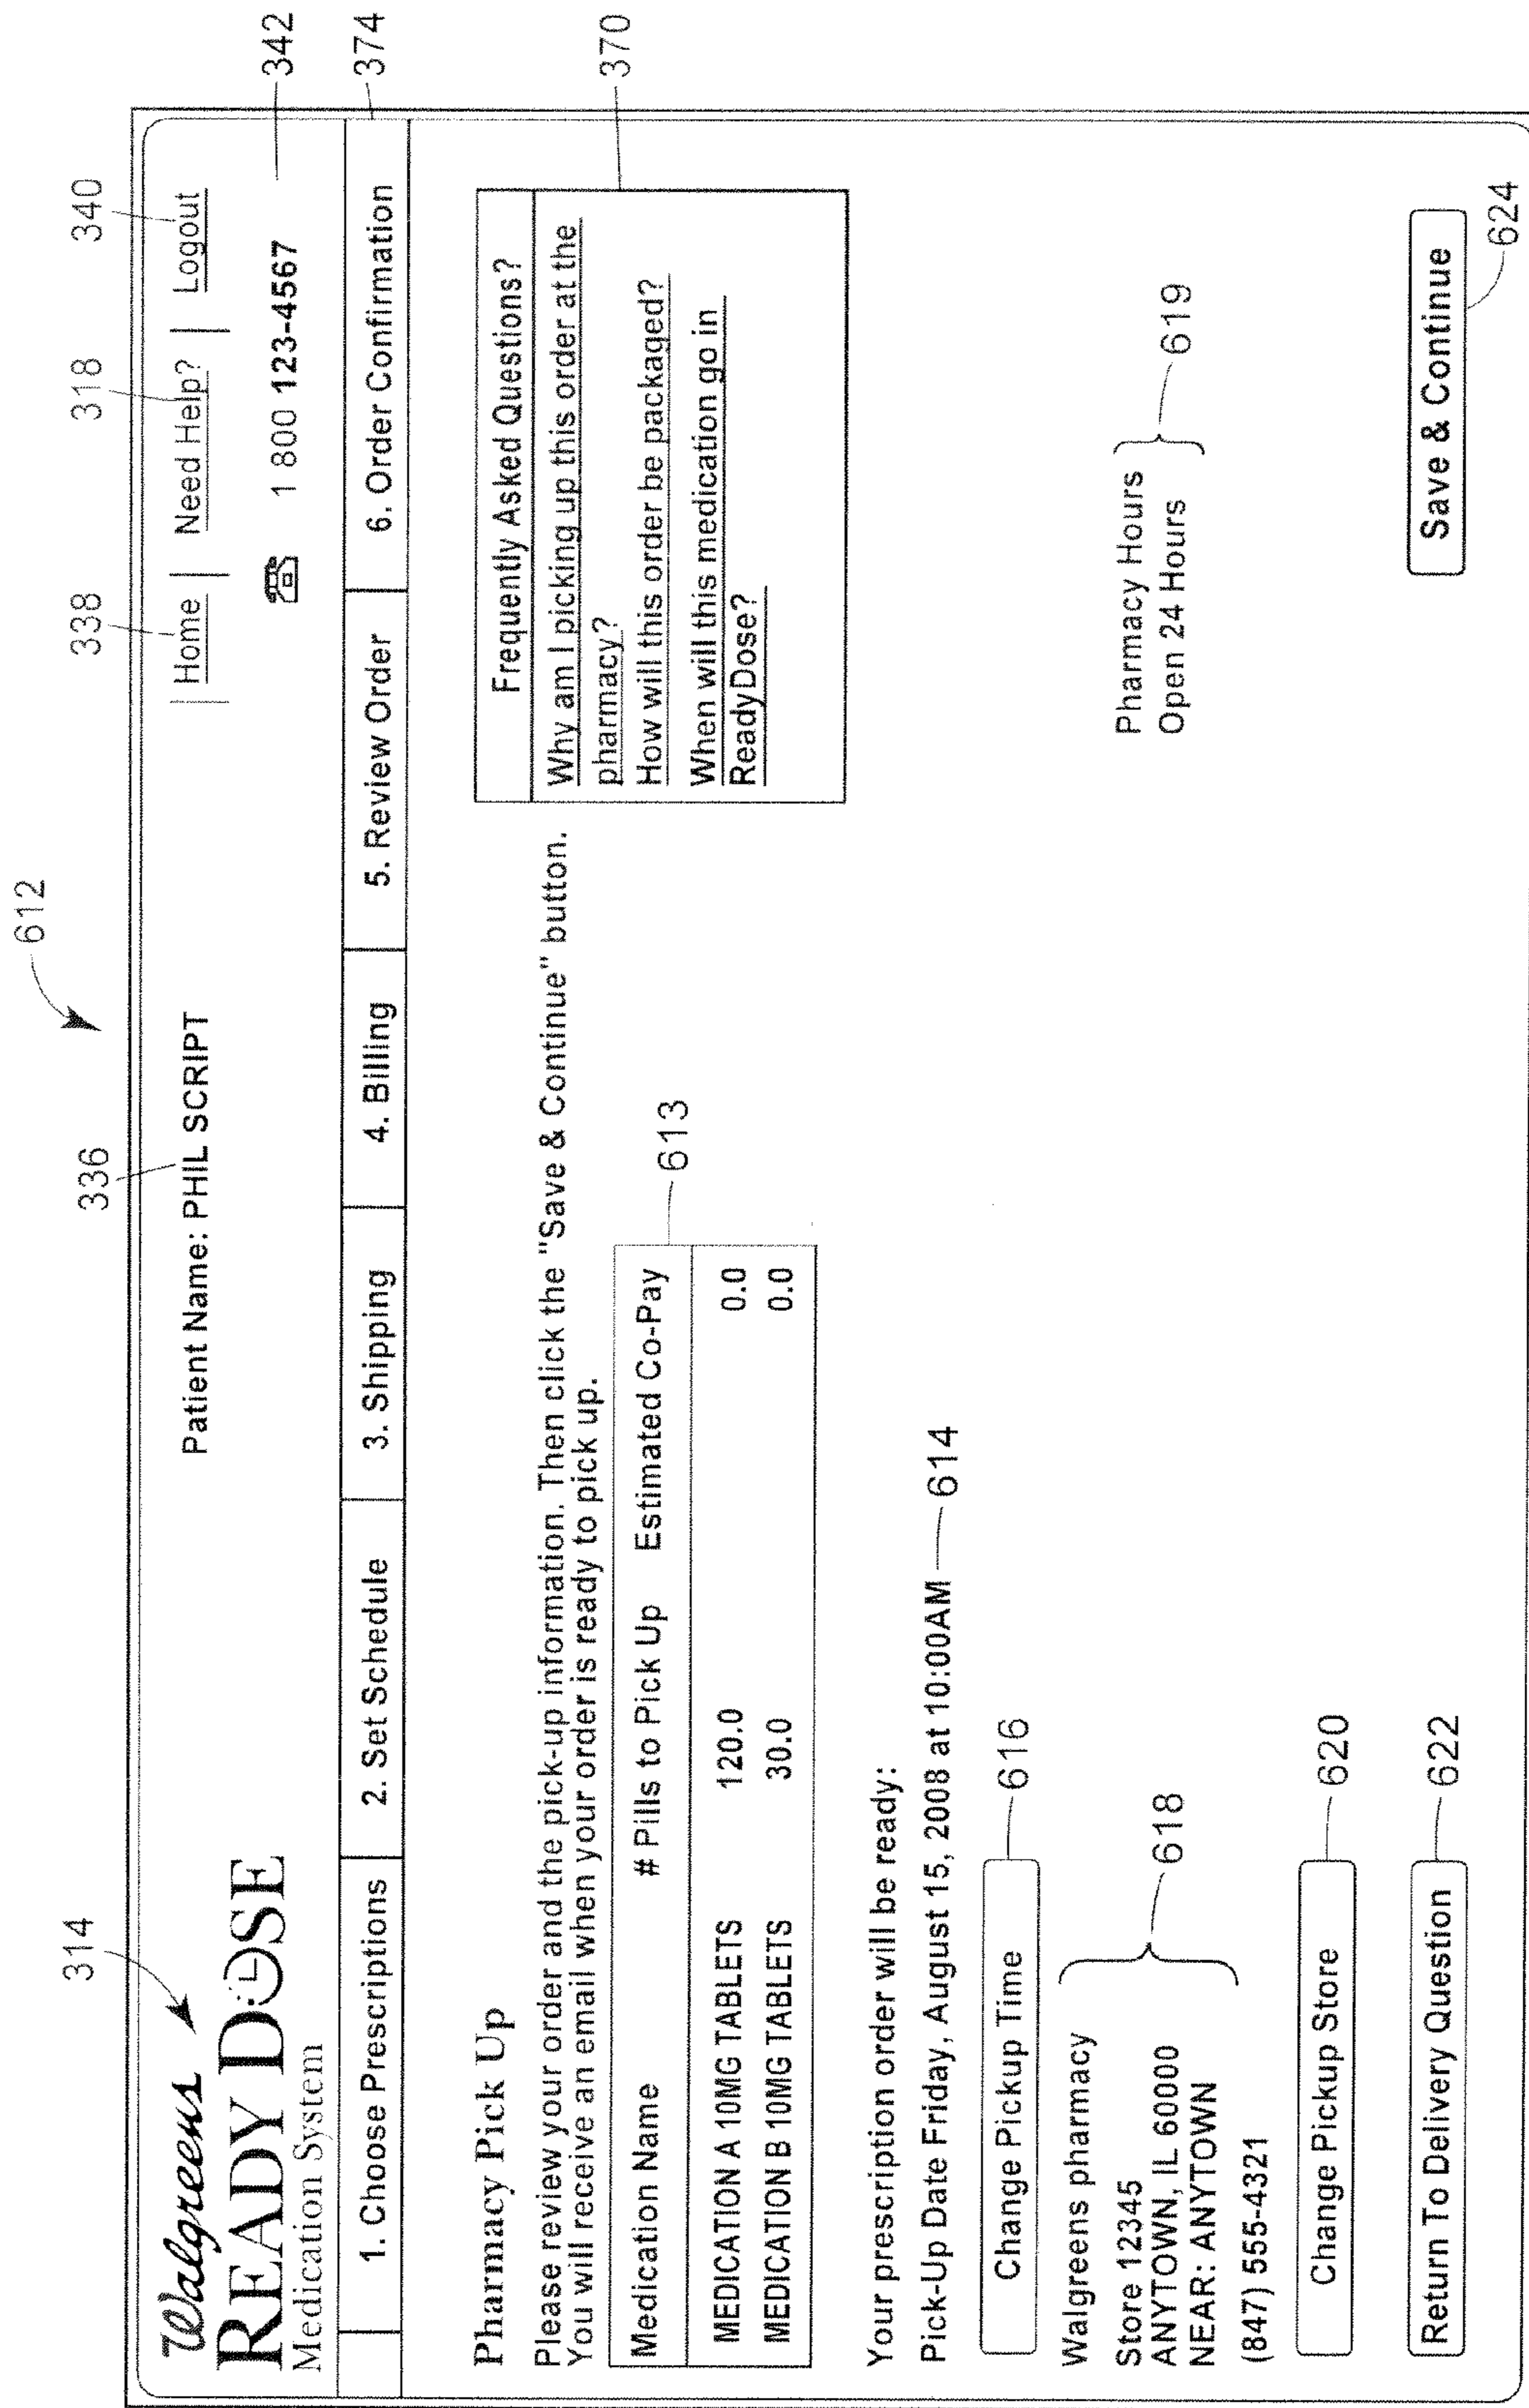 612
314
336
338
318
340
Walgreens
READY DOSE
Medication System
Patient Name: PHIL SCRIPT
Home | Need Help? | Logout
1 800 123-4567
342
1. Choose Prescriptions
2. Set Schedule
3. Shipping
4. Billing
5. Review Order
6. Order Confirmation
374
Pharmacy Pick Up
Please review your order and the pick-up information. Then click the "Save & Continue" button.
You will receive an email when your order is ready to pick up.
Medication Name # Pills to Pick Up Estimated Co-Pay
613
MEDICATION A 10MG TABLETS 120.0 0.0
MEDICATION B 10MG TABLETS 30.0 0.0
Frequently Asked Questions?
370
Why am I picking up this order at the
pharmacy?
How will this order be packaged?
When will this medication go in
ReadyDose?
Your prescription order will be ready:
Pick-Up Date Friday, August 15, 2008 at 10:00AM
614
Change Pickup Time
616
Walgreens pharmacy
Store 12345
ANYTOWN, IL 60000
NEAR: ANYTOWN
(847) 555-4321
618
Pharmacy Hours
Open 24 Hours
619
Change Pickup Store
620
Return To Delivery Question
622
Save & Continue
624